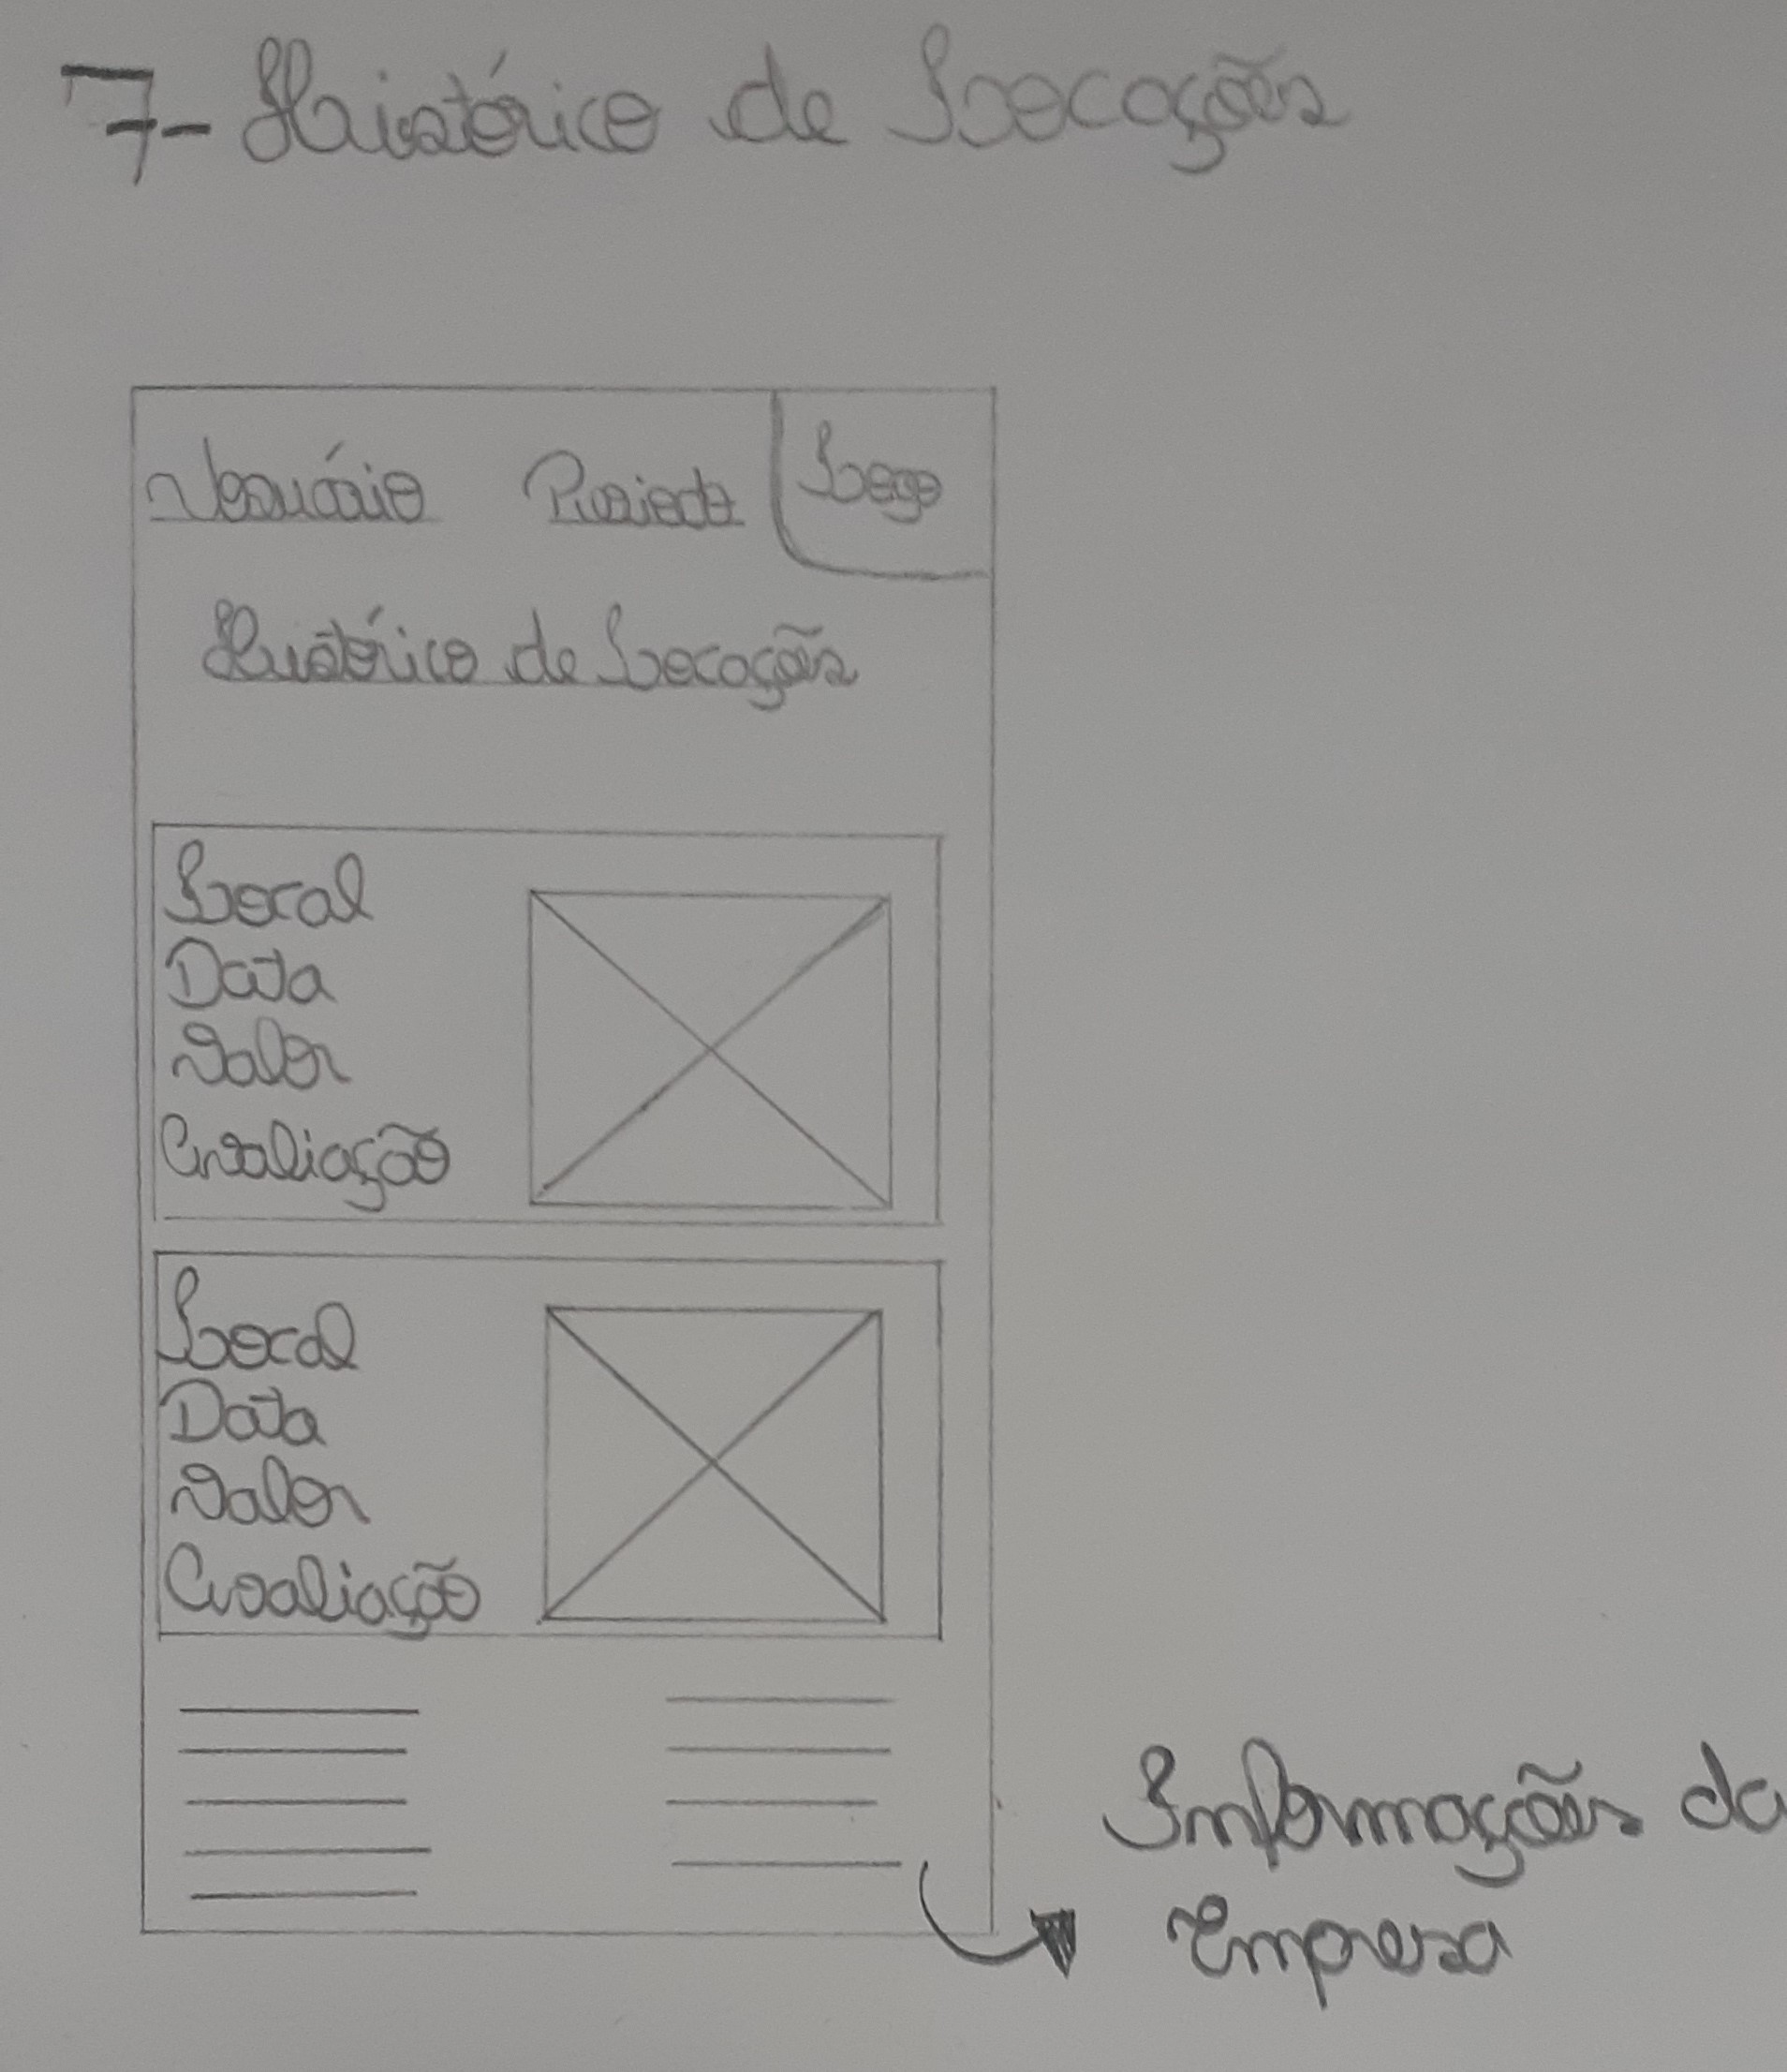 7- Histórico de Locações
Usuário Projeto Logo
Histórico de Locações
Local
Data
Valor
Avaliação
Local
Data
Valor
Avaliação
Informações da
Empresa